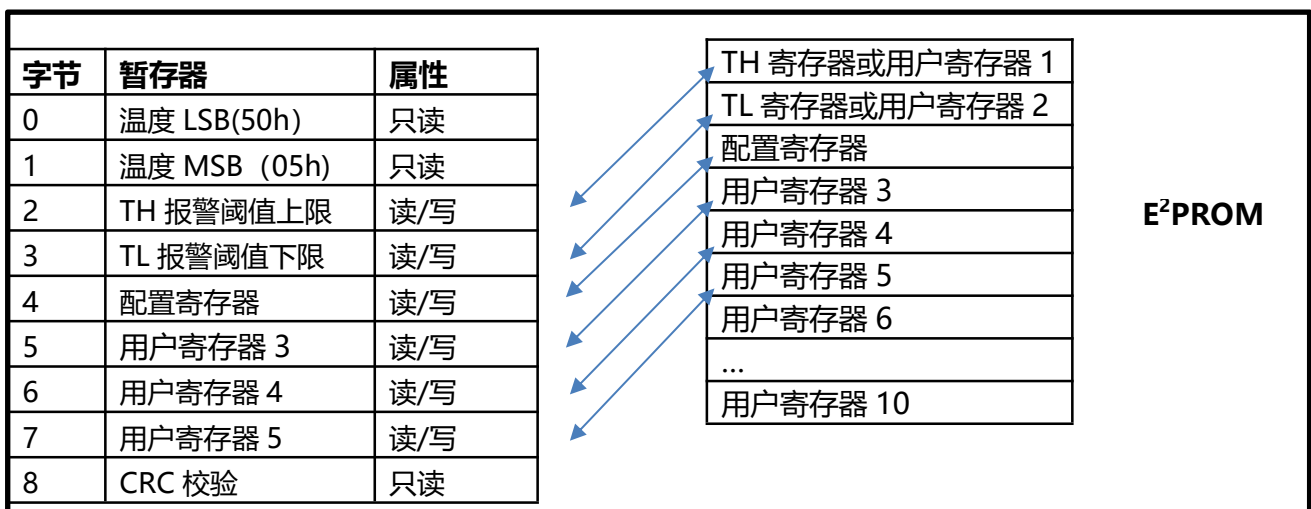 字节 暂存器 属性
0 温度 LSB(50h） 只读
1 温度 MSB（05h) 只读
2 TH 报警阈值上限 读/写
3 TL 报警阈值下限 读/写
4 配置寄存器 读/写
5 用户寄存器 3 读/写
6 用户寄存器 4 读/写
7 用户寄存器 5 读/写
8 CRC 校验 只读
TH 寄存器或用户寄存器 1
TL 寄存器或用户寄存器 2
配置寄存器
用户寄存器 3
用户寄存器 4
用户寄存器 5
用户寄存器 6
...
用户寄存器 10
E²PROM